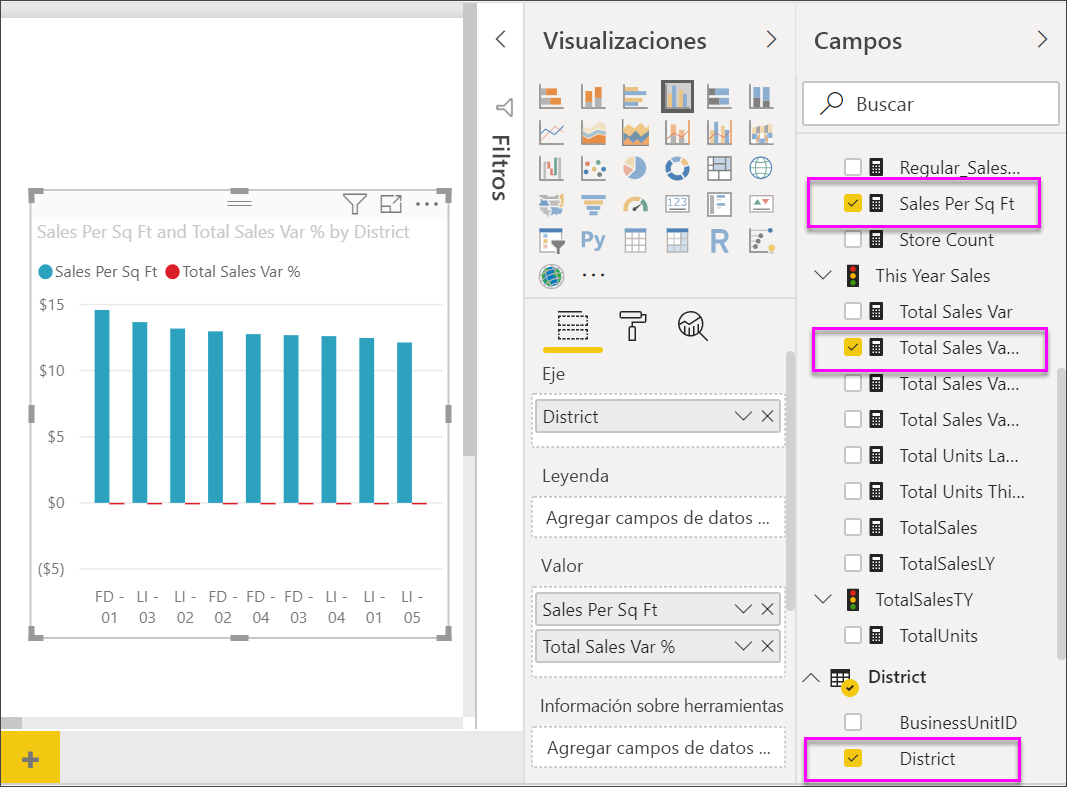 Sales Per Sq Ft and Total Sales Var % by District
Sales Per Sq Ft Total Sales Var %
$15
$10
$5
$0
($5)
FD - 01
LI - 03
LI - 02
FD - 02
FD - 04
FD - 03
LI - 04
LI - 01
LI - 05
Filtros
Visualizaciones
123
Py
R
...
Eje
District
Leyenda
Agregar campos de datos ...
Valor
Sales Per Sq Ft
Total Sales Var %
Información sobre herramientas
Agregar campos de datos ...
Campos
Buscar
Regular_Sales...
Sales Per Sq Ft
Store Count
This Year Sales
Total Sales Var
Total Sales Va...
Total Sales Va...
Total Sales Va...
Total Units La...
Total Units Thi...
TotalSales
TotalSalesLY
TotalSalesTY
TotalUnits
District
BusinessUnitID
District